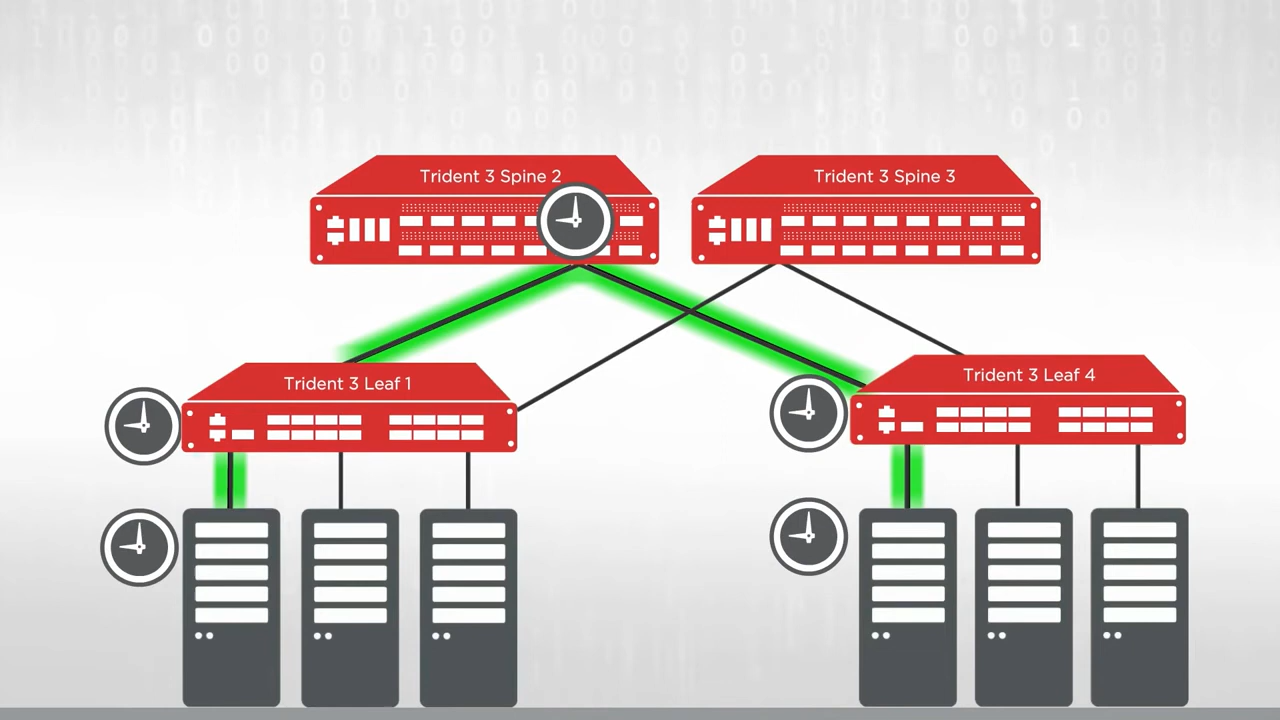 Trident 3 Spine 2
Trident 3 Spine 3
Trident 3 Leaf 1
Trident 3 Leaf 4